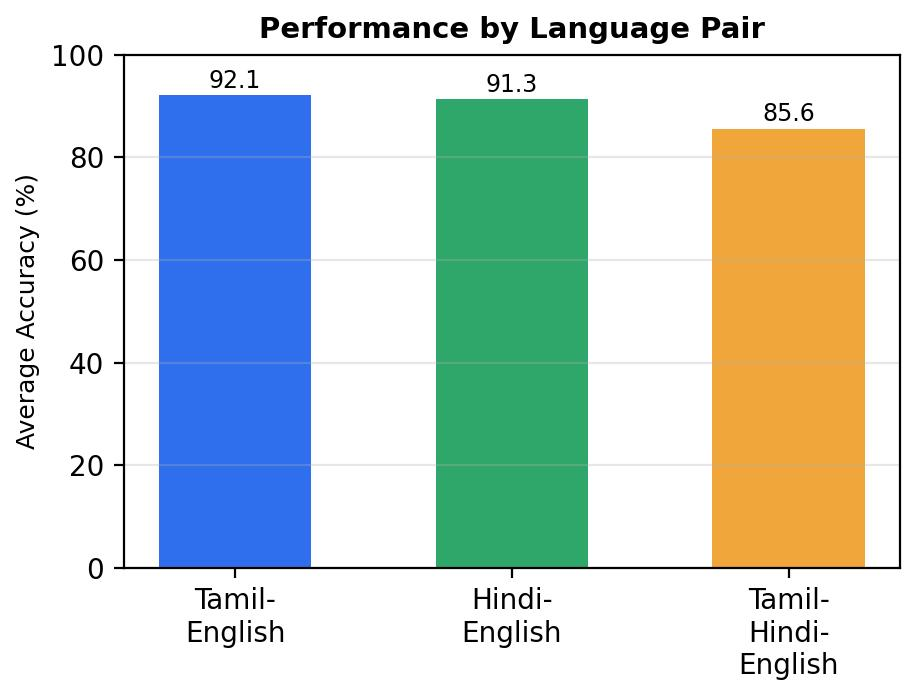 Performance by Language Pair
Average Accuracy (%)
100
80
60
40
20
0
92.1
91.3
85.6
Tamil-
English
Hindi-
English
Tamil-
Hindi-
English